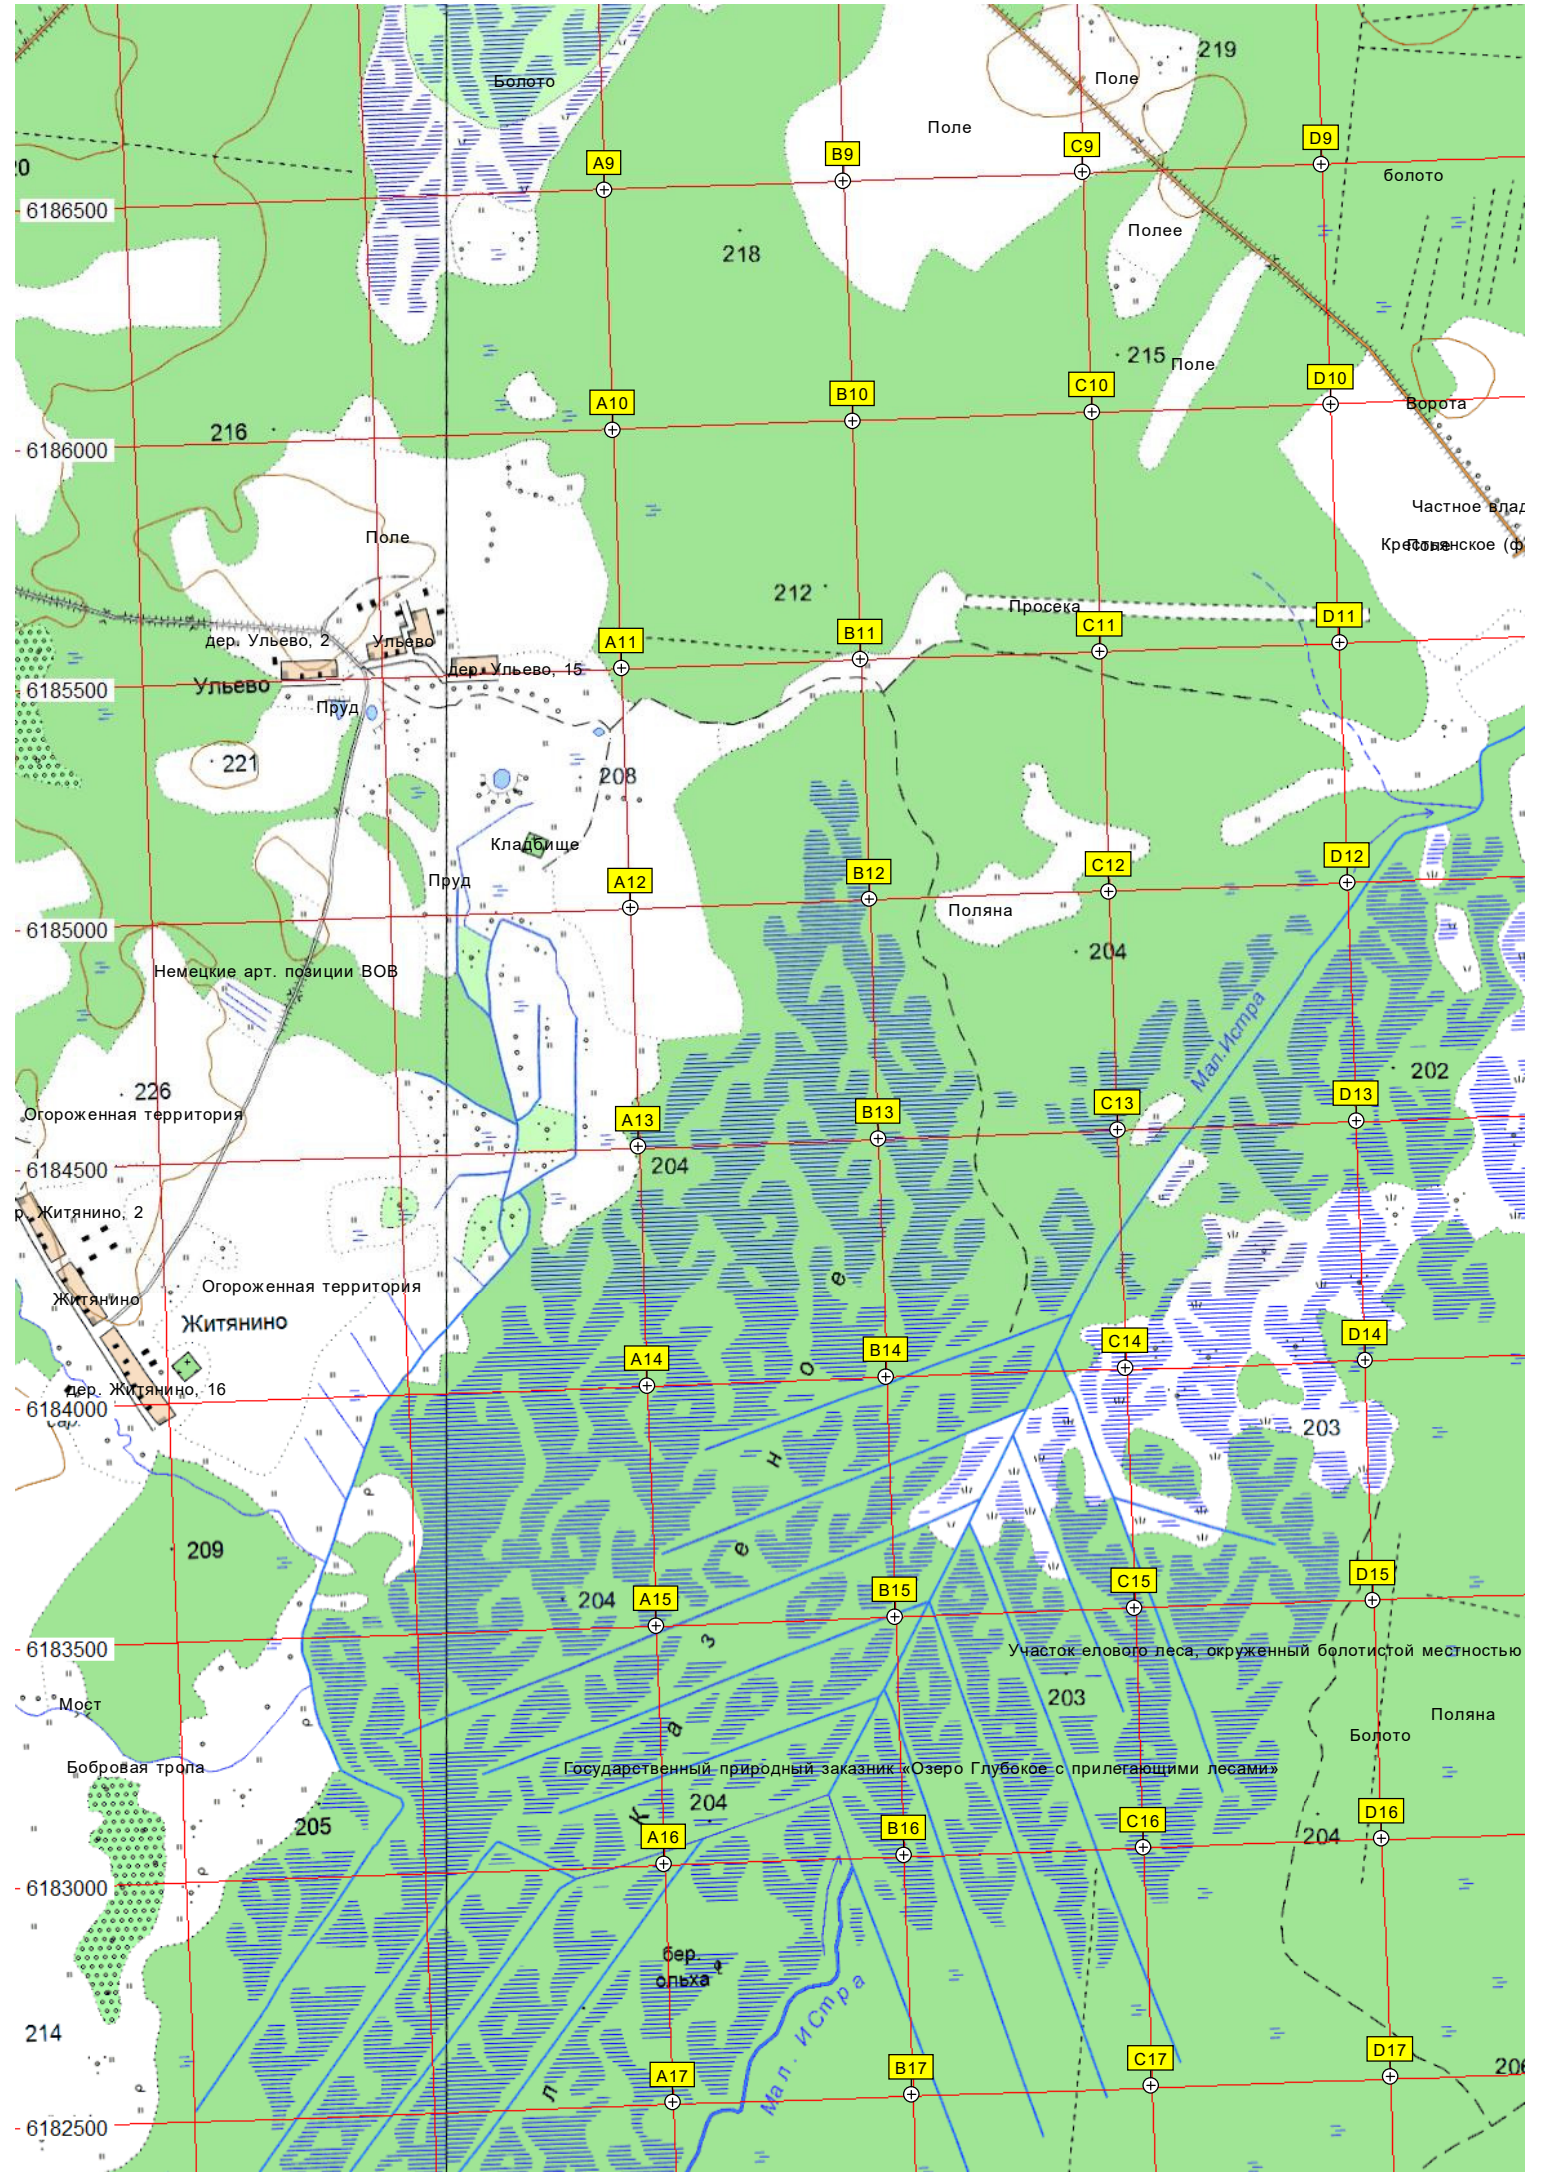 219
Поле
Болото
Поле
D9
C9
B9
A9
20
болото
6186500
Полее
218
215
Поле
D10
C10
B10
A10
Ворота
216
6186000
Частное влад
Поле
Крестьянское (ф
212
Просека
D11
C11
B11
A11
дер. Ульево, 2
Ульево
дер. Ульево, 15
Ульево
6185500
Пруд
221
208
Кладбище
D12
C12
B12
A12
Пруд
Поляна
6185000
204
Немецкие арт. позиции ВОВ
Мал.Истра
202
226
D13
C13
B13
A13
Огороженная территория
204
6184500
р. Житянино, 2
Огороженная территория
Житянино
Житянино
D14
C14
B14
A14
дер. Житянино, 16
6184000
сар.
203
209
D15
C15
B15
A15
204
6183500
Участок елового леса, окруженный болотистой местностью
203
Мост
Поляна
Болото
Бобровая тропа
Государственный природный заказник «Озеро Глубокое с прилегающими лесами»
204
205
D16
C16
B16
A16
204
6183000
л К а з е н н о е
бер.
ольха
Мал. Истра
214
D17
C17
B17
A17
206
6182500